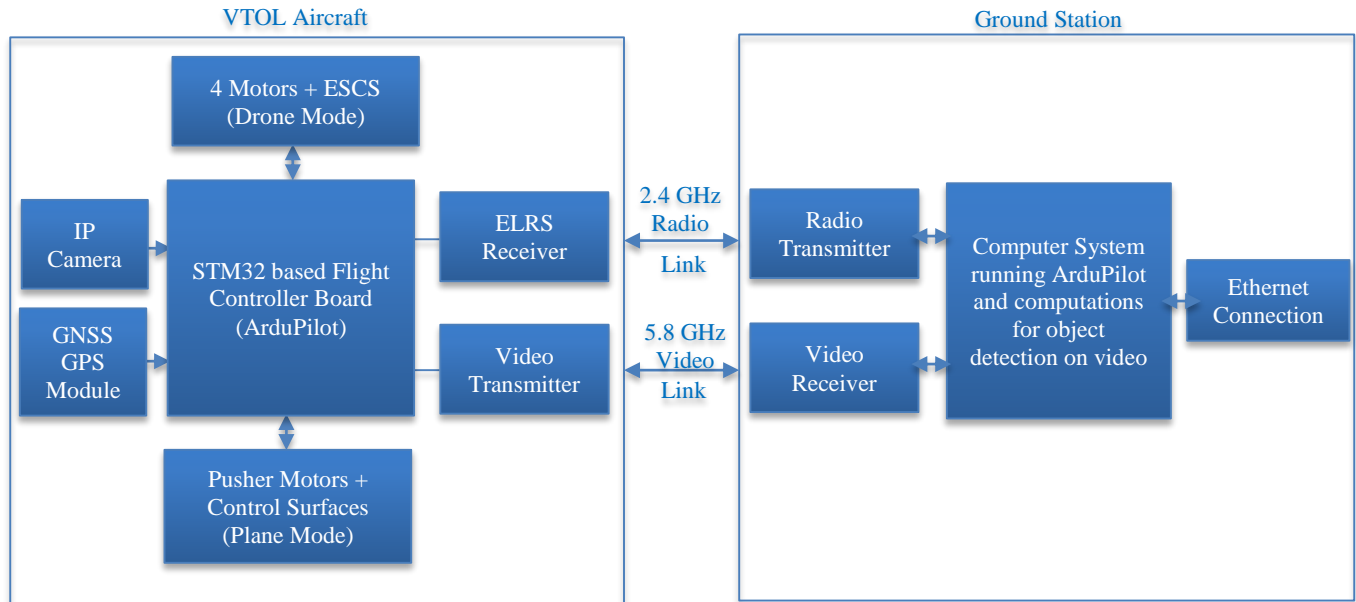 VTOL Aircraft
Ground Station
4 Motors + ESCS
(Drone Mode)
IP
Camera
GNSS
GPS
Module
STM32 based Flight
Controller Board
(ArduPilot)
ELRS
Receiver
Video
Transmitter
Pusher Motors +
Control Surfaces
(Plane Mode)
2.4 GHz
Radio
Link
5.8 GHz
Video
Link
Radio
Transmitter
Video
Receiver
Computer System
running ArduPilot
and computations
for object
detection on video
Ethernet
Connection